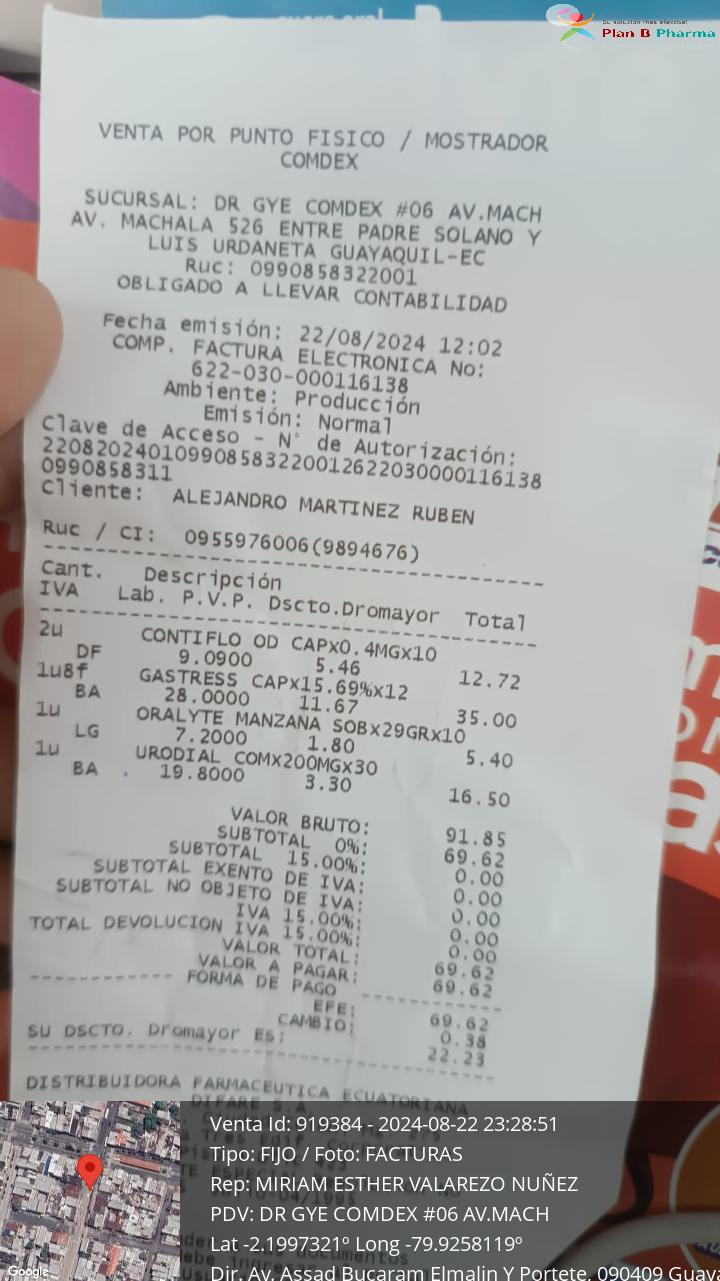 Su solución más efectiva!
Plan B Pharma
VENTA POR PUNTO FISICO / MOSTRADOR
COMDEX
SUCURSAL: DR GYE COMDEX #06 AV.MACH
AV. MACHALA 526 ENTRE PADRE SOLANO Y
LUIS URDANETA GUAYAQUIL-EC
Ruc: 0990858322001
OBLIGADO A LLEVAR CONTABILIDAD
Fecha emisión: 22/08/2024 12:02
COMP. FACTURA ELECTRONICA No:
622-030-000116138
Ambiente: Producción
Emisión: Normal
Clave de Acceso - N° de Autorización:
220820240109908583220012622030000116138
0990858311
Cliente: ALEJANDRO MARTINEZ RUBEN
Ruc / CI: 0955976006(9894676)
Cant. Descripción
IVA Lab. P.V.P. Dscto.Dromayor Total
2u CONTIFLO OD CAPx0.4MGx10
DF 9.0900 5.46 12.72
1u8f GASTRESS CAPx15.69%x12
BA 28.0000 11.67 35.00
1u ORALYTE MANZANA SOBx29GRx10
LG 7.2000 1.80 5.40
1u URODIAL COMx200MGx30
BA 19.8000 3.30 16.50
VALOR BRUTO: 91.85
SUBTOTAL 0%: 69.62
SUBTOTAL 15.00%: 0.00
SUBTOTAL EXENTO DE IVA: 0.00
SUBTOTAL NO OBJETO DE IVA: 0.00
IVA 15.00%: 0.00
TOTAL DEVOLUCION IVA 15.00%: 0.00
VALOR TOTAL: 69.62
VALOR A PAGAR: 69.62
------------ FORMA DE PAGO ------------
EFE: 69.62
CAMBIO: 0.38
SU DSCTO. Dromayor ES: 22.23
DISTRIBUIDORA FARMACEUTICA ECUATORIANA
DIFARE S.A.
Venta Id: 919384 - 2024-08-22 23:28:51
Tipo: FIJO / Foto: FACTURAS
Rep: MIRIAM ESTHER VALAREZO NUÑEZ
PDV: DR GYE COMDEX #06 AV.MACH
Lat -2.1997321º Long -79.9258119º
Dir. Av. Assad Bucaram Elmalin Y Portete, 090409 Guaya
Google